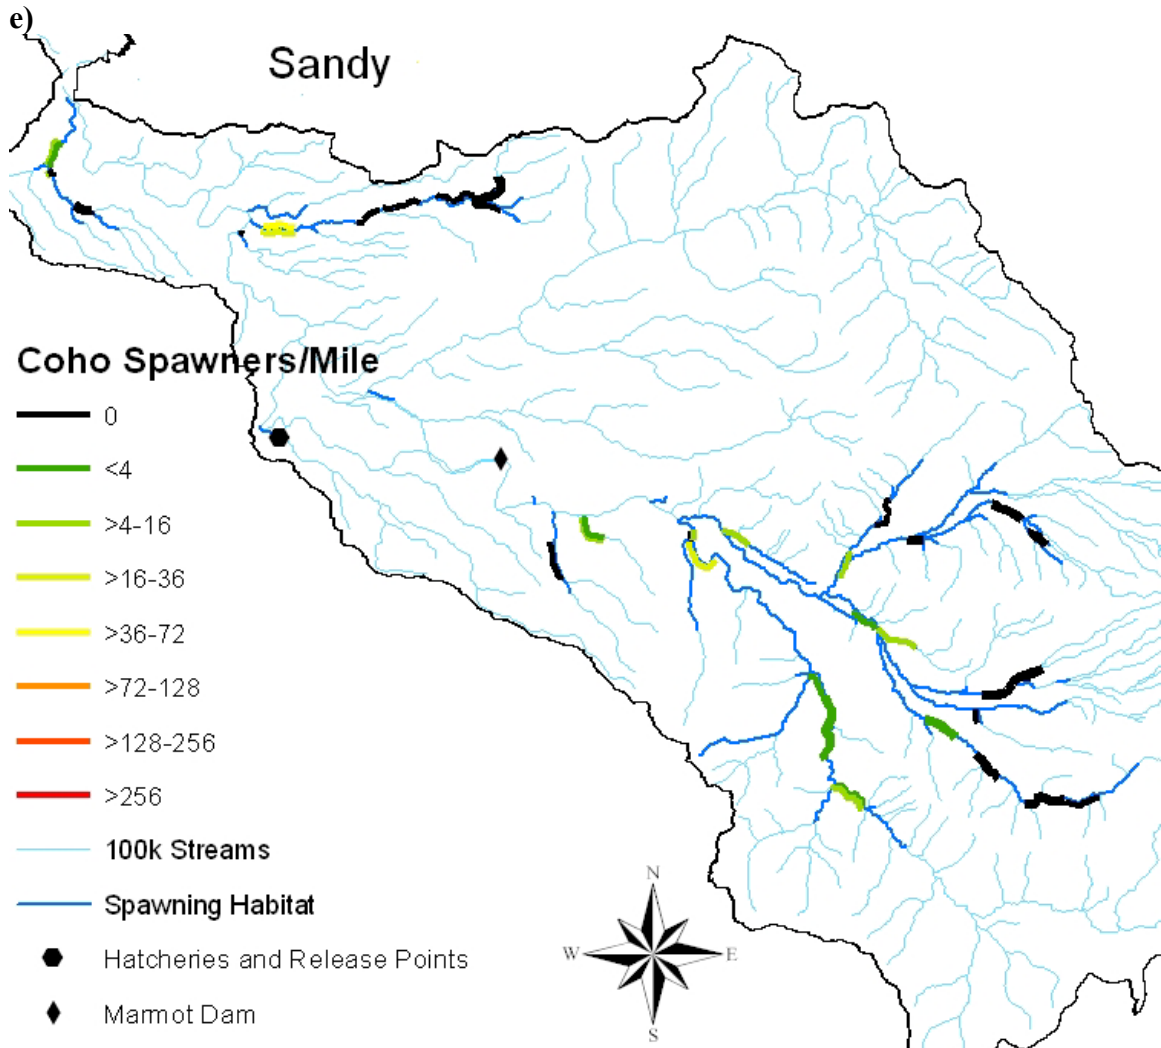 e)
Sandy
Coho Spawners/Mile
0
<4
>4-16
>16-36
>36-72
>72-128
>128-256
>256
100k Streams
Spawning Habitat
Hatcheries and Release Points
Marmot Dam
N
W
E
S